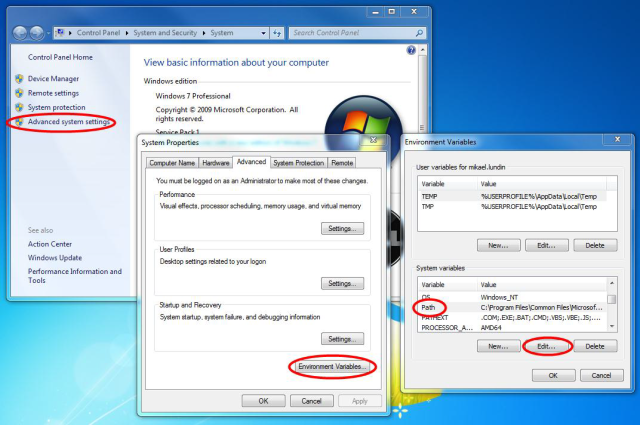 Control Panel ▸ System and Security ▸ System
Search Control Panel
Control Panel Home
Device Manager
Remote settings
System protection
Advanced system settings
See also
Action Center
Windows Update
Performance Information and
Tools
View basic information about your computer
Windows edition
Windows 7 Professional
Copyright © 2009 Microsoft Corporation. All
rights reserved.
Service Pack 1
System Properties
Computer Name Hardware Advanced System Protection Remote
You must be logged on as an Administrator to make most of these changes.
Performance
Visual effects, processor scheduling, memory usage, and virtual memory
Settings...
User Profiles
Desktop settings related to your logon
Settings...
Startup and Recovery
System startup, system failure, and debugging information
Settings...
Environment Variables...
OK Cancel Apply
Environment Variables
User variables for mkael.lundin
Variable Value
TEMP %USERPROFILE%\AppData\Local\Temp
TMP %USERPROFILE%\AppData\Local\Temp
New... Edit... Delete
System variables
Variable Value
OS Windows_NT
Path C:\Program Files\Common Files\Microsof...
PATHEXT .COM;.EXE;.BAT;.CMD;.VBS;.VBE;.JS;....
PROCESSOR_A... AMD64
New... Edit... Delete
OK Cancel